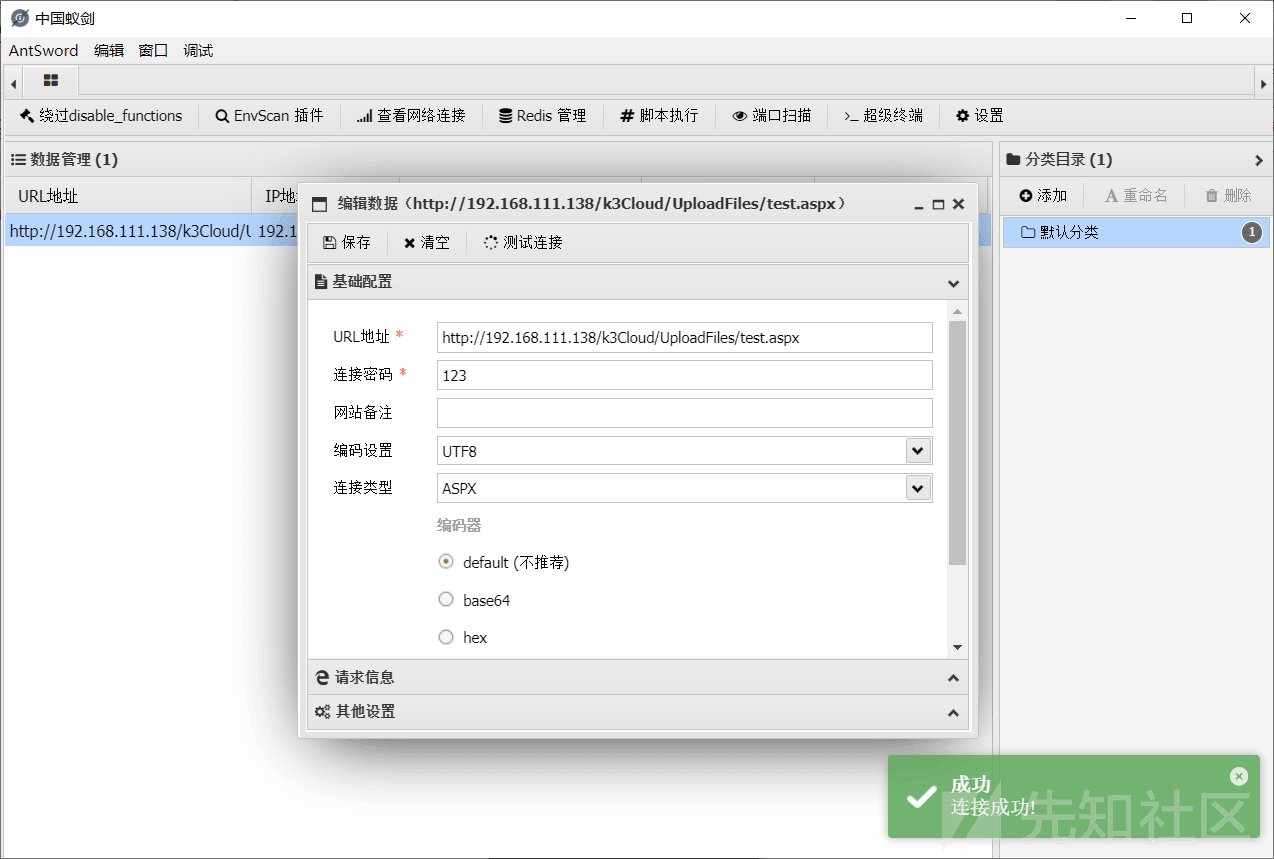 中国蚁剑
AntSword 编辑 窗口 调试
绕过disable_functions EnvScan 插件 查看网络连接 Redis 管理 脚本执行 端口扫描 超级终端 设置
数据管理 (1)
分类目录 (1)
URL地址 IP地
添加 重命名 删除
http://192.168.111.138/k3Cloud/U 192.1
默认分类 1
编辑数据（http://192.168.111.138/k3Cloud/UploadFiles/test.aspx）
保存 清空 测试连接
基础配置
URL地址 * http://192.168.111.138/k3Cloud/UploadFiles/test.aspx
连接密码 * 123
网站备注
编码设置 UTF8
连接类型 ASPX
编码器
default (不推荐)
base64
hex
请求信息
其他设置
成功
连接成功!
先知社区